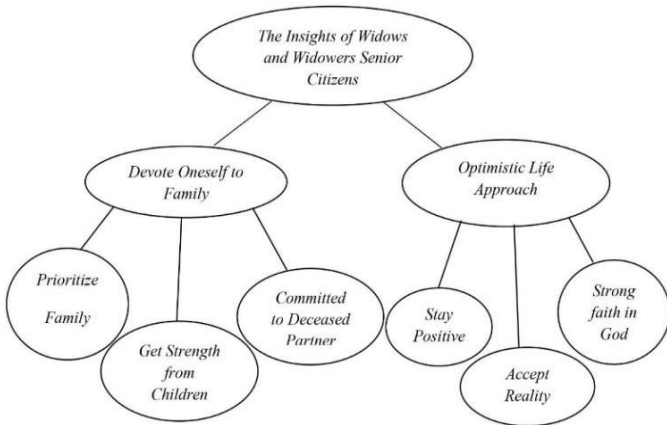 The Insights of Widows
and Widowers Senior
Citizens
Devote Oneself to
Family
Optimistic Life
Approach
Prioritize
Family
Get Strength
from
Children
Committed
to Deceased
Partner
Stay
Positive
Accept
Reality
Strong
faith in
God